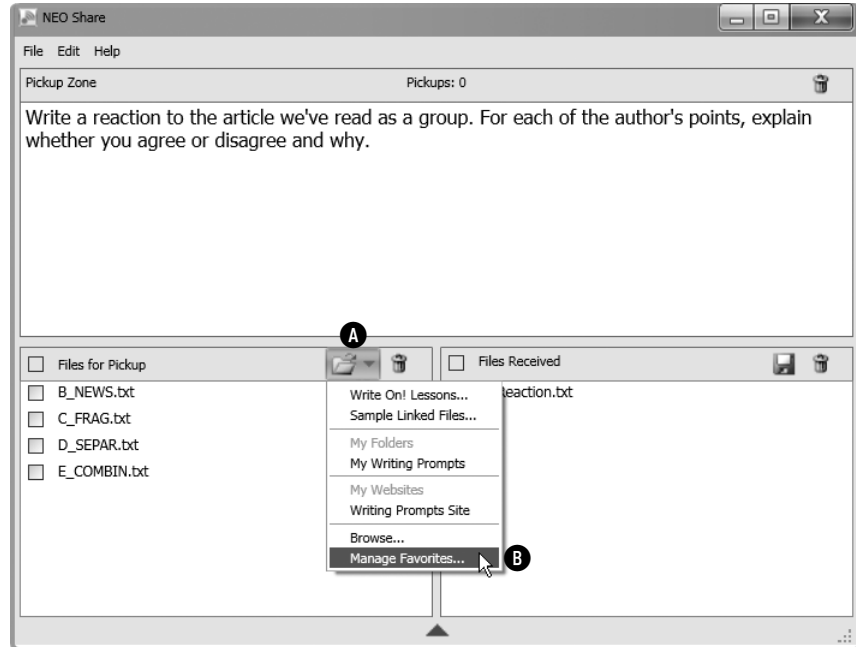 NEO Share
File Edit Help
Pickup Zone Pickups: 0
Write a reaction to the article we've read as a group. For each of the author's points, explain
whether you agree or disagree and why.
A
Files for Pickup
B_NEWS.txt
C_FRAG.txt
D_SEPAR.txt
E_COMBIN.txt
Write On! Lessons...
Sample Linked Files...
My Folders
My Writing Prompts
My Websites
Writing Prompts Site
Browse...
Manage Favorites...
B
Files Received
eaction.txt